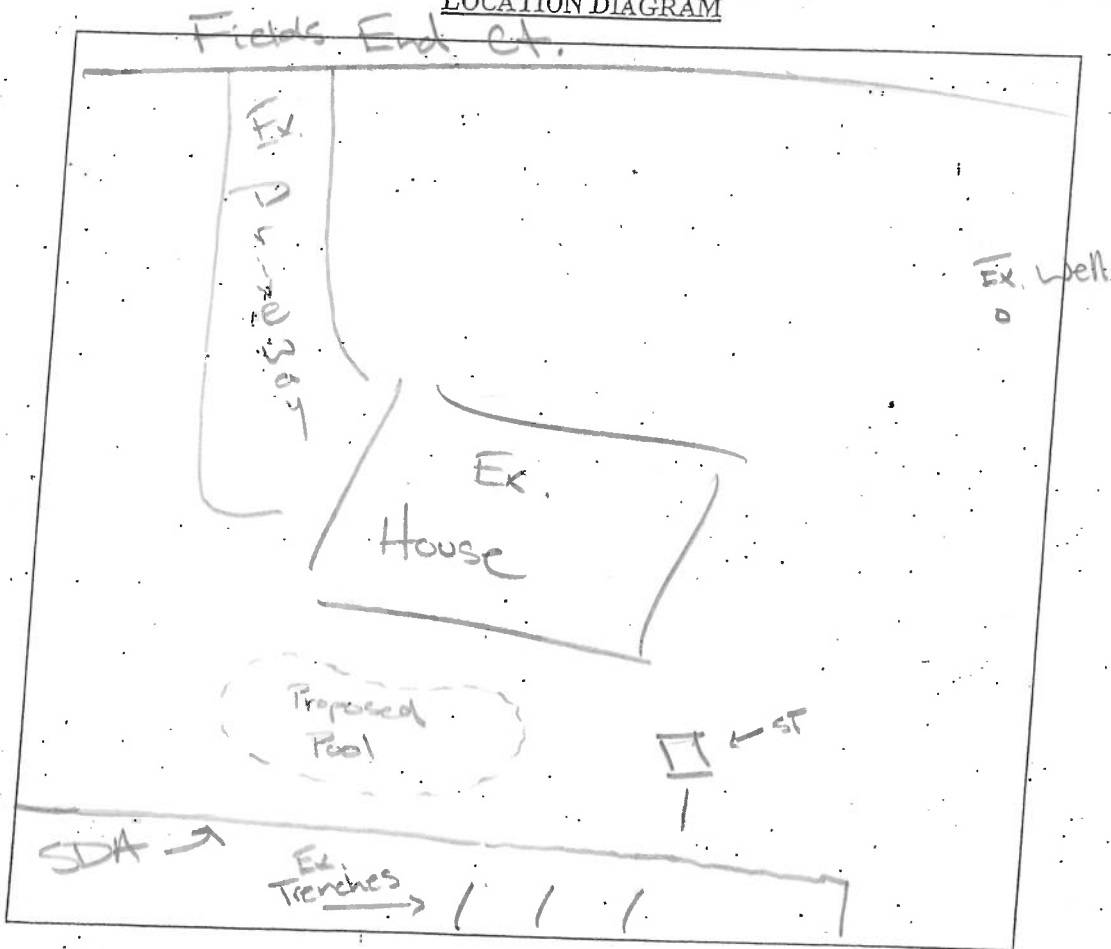 LOCATION DIAGRAM
Fields End Ct.
Ex. Driveway
Ex. Well
Ex.
House
Proposed
Pool
ST
SDA
Ex.
Trenches